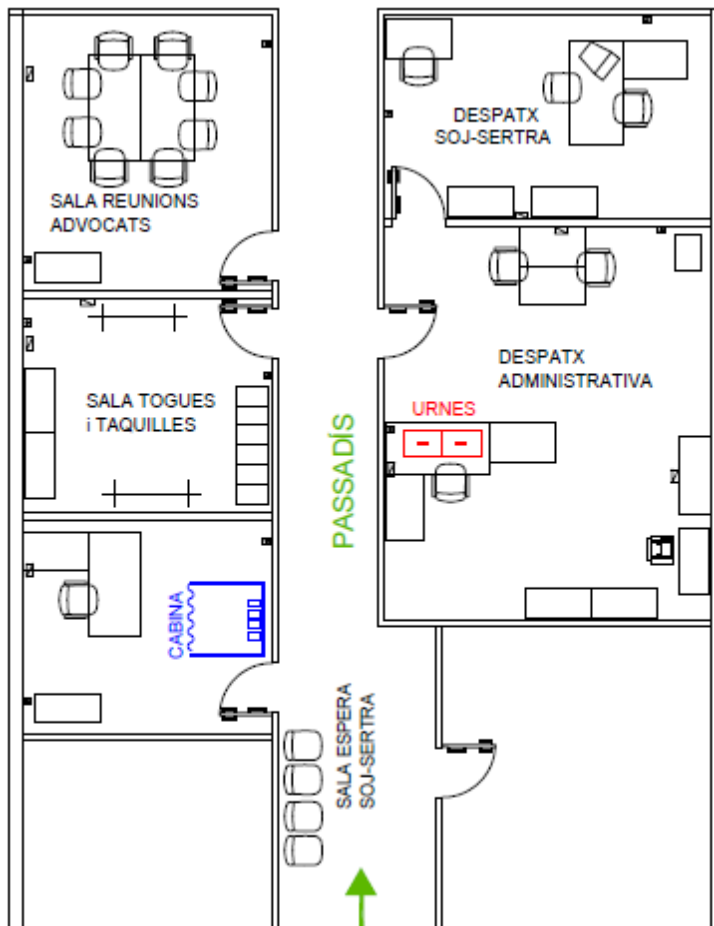 SALA REUNIONS
ADVOCATS
DESPATX
SOJ-SERTRA
SALA TOGUES
i TAQUILLES
DESPATX
ADMINISTRATIVA
URNES
PASSADÍS
CABINA
SALA ESPERA
SOJ-SERTRA